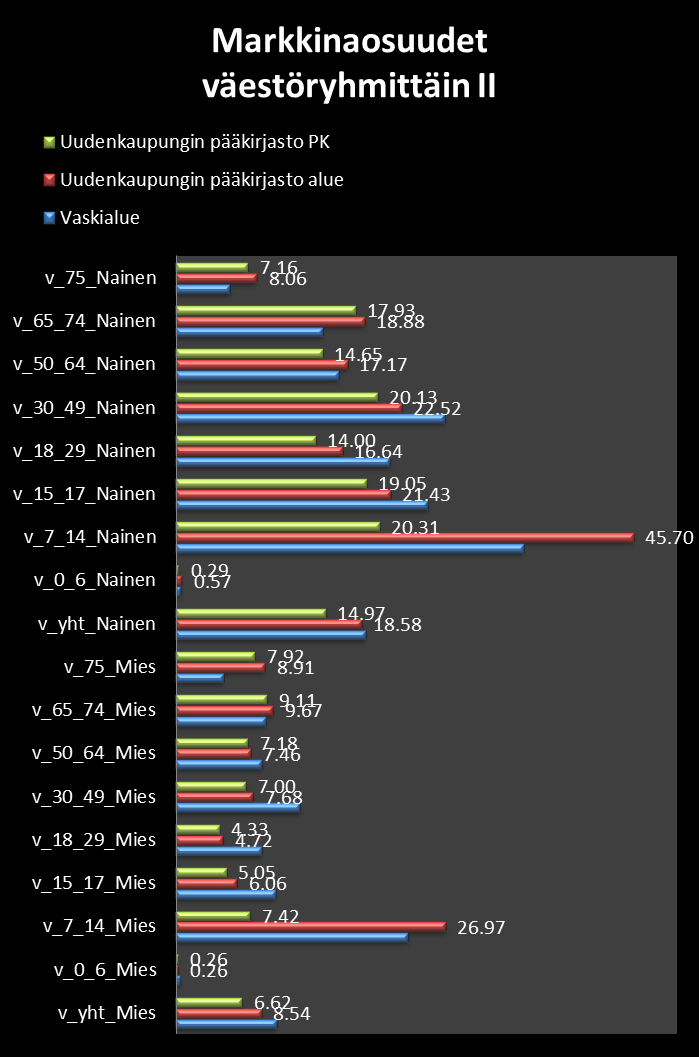 Markkinaosuudet
väestöryhmittäin II
Uudenkaupungin pääkirjasto PK
Uudenkaupungin pääkirjasto alue
Vaskialue
v_75_Nainen
7.16
8.06
v_65_74_Nainen
17.93
18.88
v_50_64_Nainen
14.65
17.17
v_30_49_Nainen
20.13
22.52
v_18_29_Nainen
14.00
16.64
v_15_17_Nainen
19.05
21.43
v_7_14_Nainen
20.31
45.70
v_0_6_Nainen
0.29
0.57
v_yht_Nainen
14.97
18.58
v_75_Mies
7.92
8.91
v_65_74_Mies
9.11
9.67
v_50_64_Mies
7.18
7.46
v_30_49_Mies
7.00
7.68
v_18_29_Mies
4.33
4.72
v_15_17_Mies
5.05
6.06
v_7_14_Mies
7.42
26.97
v_0_6_Mies
0.26
0.26
v_yht_Mies
6.62
8.54